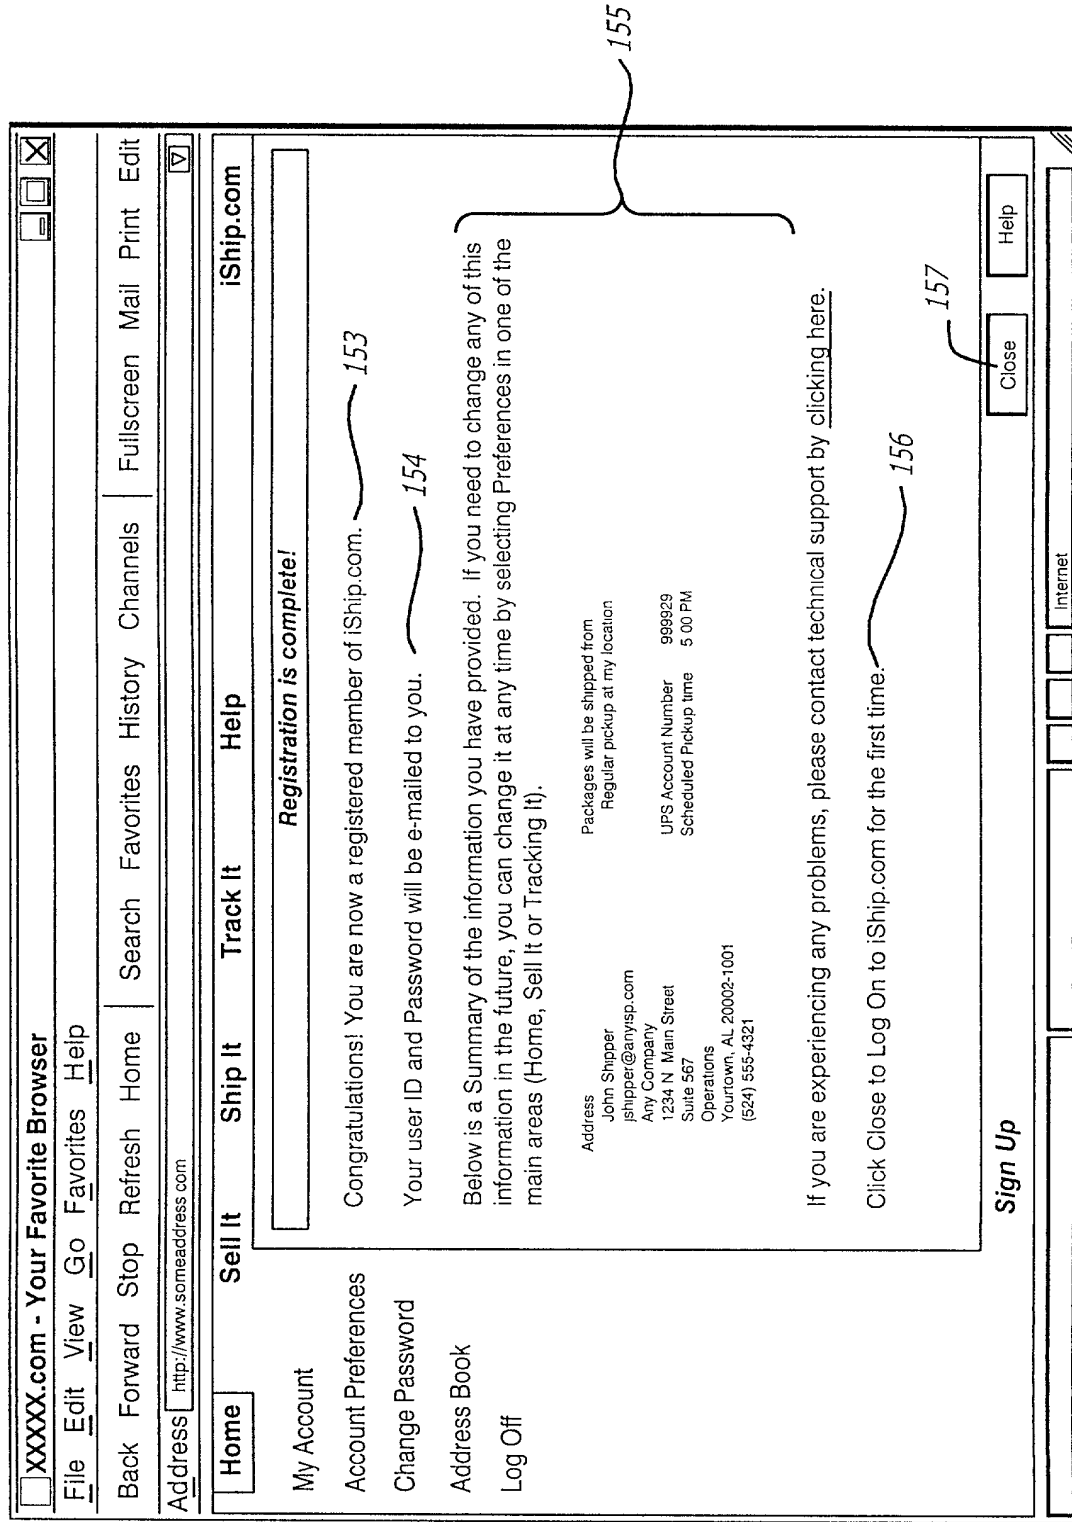 XXXXX.com - Your Favorite Browser
File Edit View Go Favorites Help
Back Forward Stop Refresh Home Search Favorites History Channels Fullscreen Mail Print Edit
Address http://www.someaddress com
Home Sell It Ship It Track It Help iShip.com
My Account
Account Preferences
Change Password
Address Book
Log Off
Registration is complete!
Congratulations! You are now a registered member of iShip.com. 153
Your user ID and Password will be e-mailed to you. 154
Below is a Summary of the information you have provided. If you need to change any of this
information in the future, you can change it at any time by selecting Preferences in one of the
main areas (Home, Sell It or Tracking It).
155
Address
John Shipper
jshipper@anyisp.com
Any Company
1234 N Main Street
Suite 567
Operations
Yourtown, AL 20002-1001
(524) 555-4321
Packages will be shipped from
Regular pickup at my location
UPS Account Number 999929
Scheduled Pickup time 5 00 PM
If you are experiencing any problems, please contact technical support by clicking here.
Click Close to Log On to iShip.com for the first time. 156
157
Sign Up Close Help
Internet